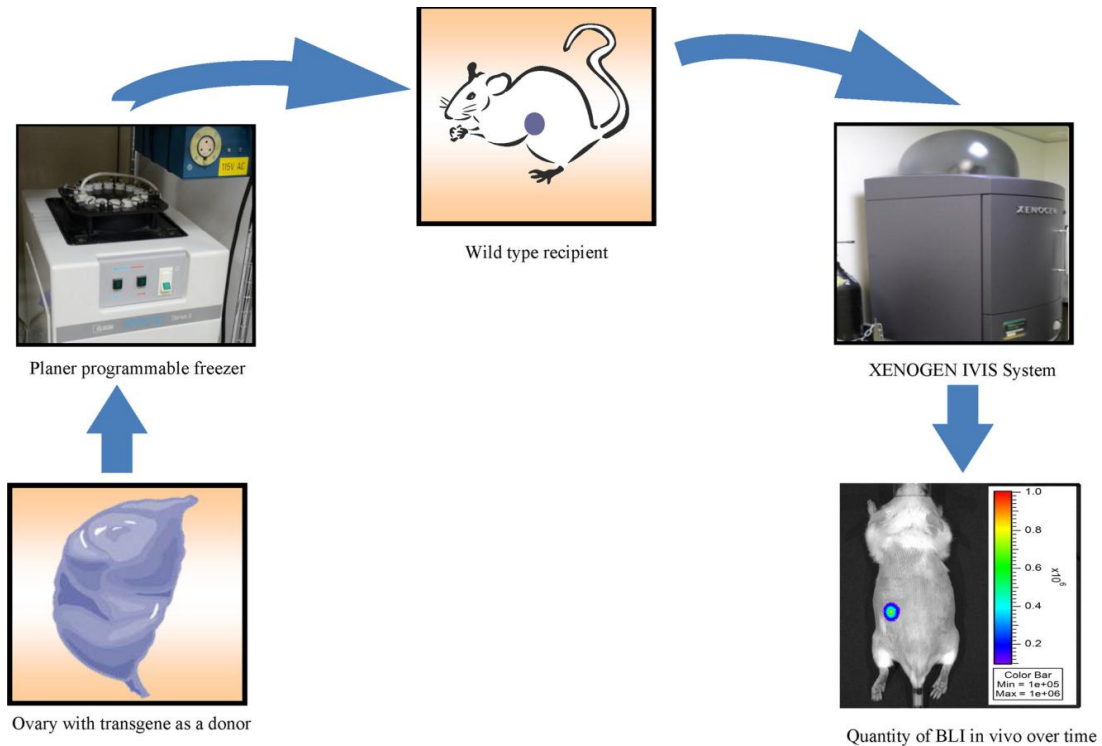 Wild type recipient
115V. AC
XENOGEN
Planer programmable freezer
XENOGEN IVIS System
1.0
0.8
0.6
0.4
0.2
x10⁶
Color Bar
Min = 1e+05
Max = 1e+06
Ovary with transgene as a donor
Quantity of BLI in vivo over time